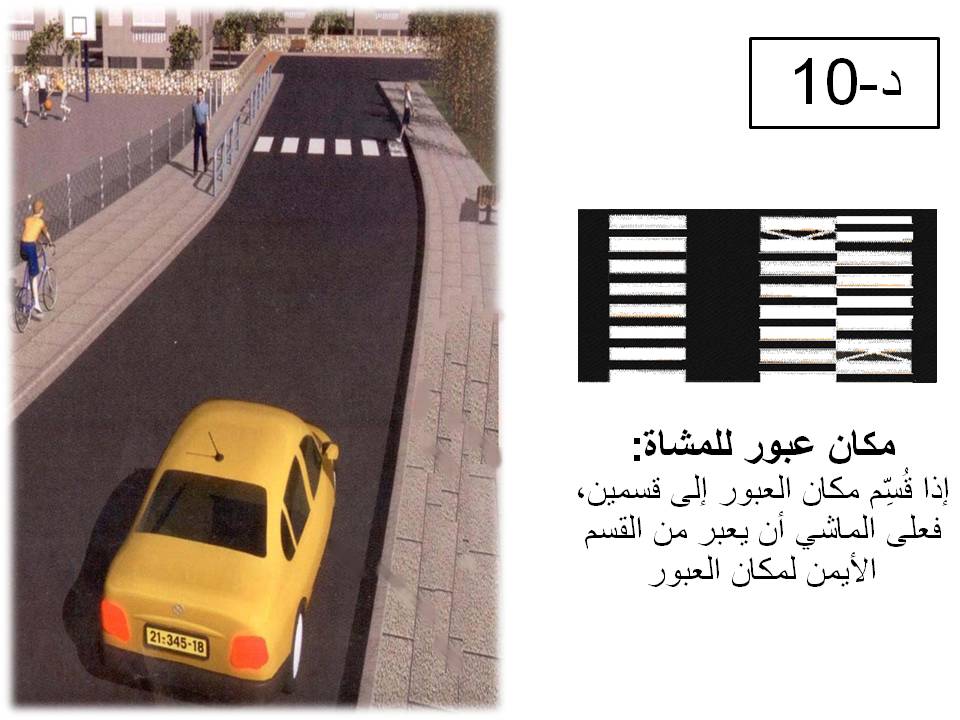 د-10
مكان عبور للمشاة:
إذا قُسِّم مكان العبور إلى قسمين،
فعلى الماشي أن يعبر من القسم
الأيمن لمكان العبور
21-345-18